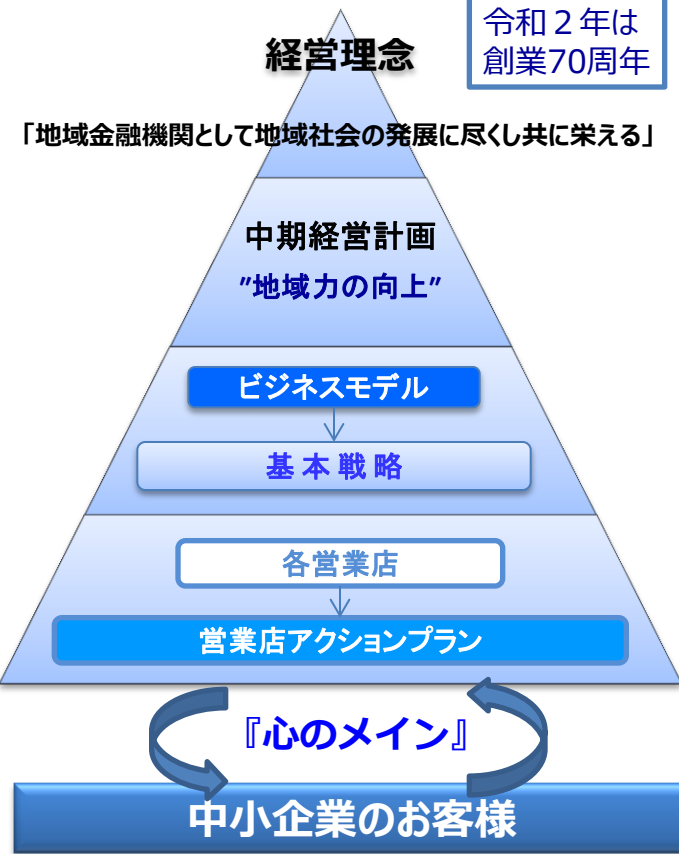 令和２年は
創業70周年
経営理念
「地域金融機関として地域社会の発展に尽くし共に栄える」
中期経営計画
”地域力の向上”
ビジネスモデル
基本戦略
各営業店
営業店アクションプラン
『心のメイン』
中小企業のお客様